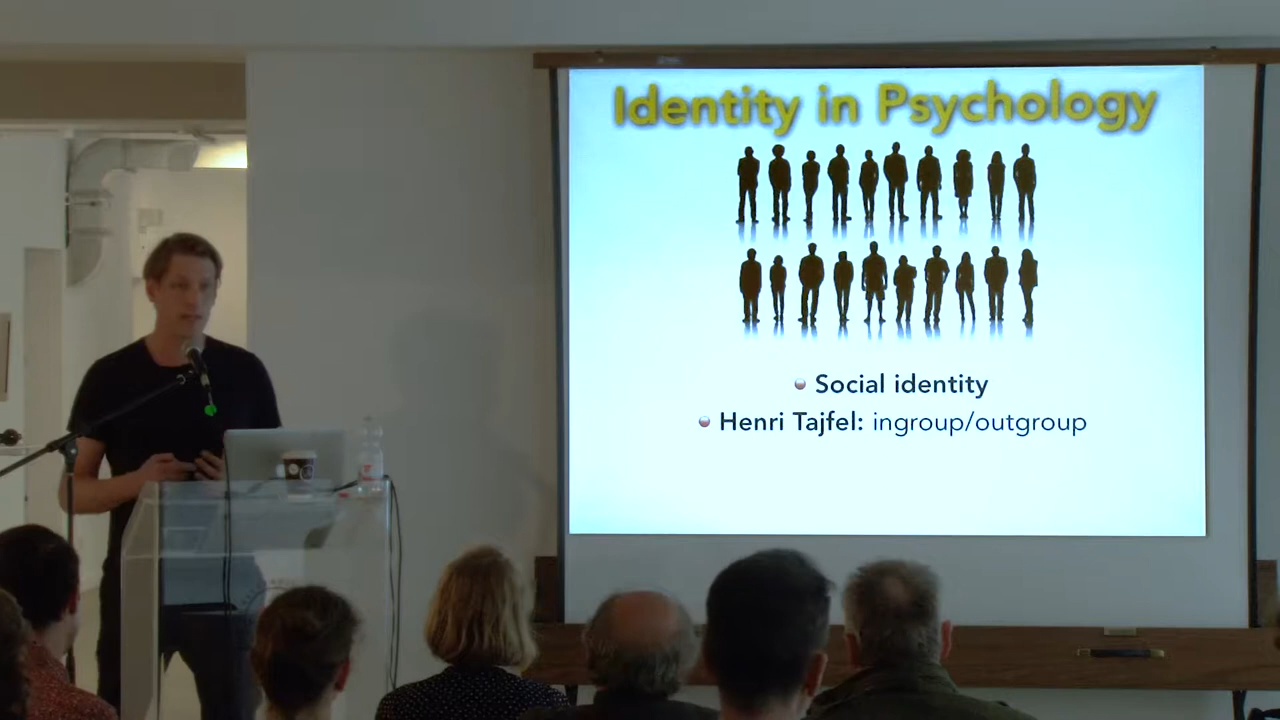 Identity in Psychology
Social identity
Henri Tajfel: ingroup/outgroup